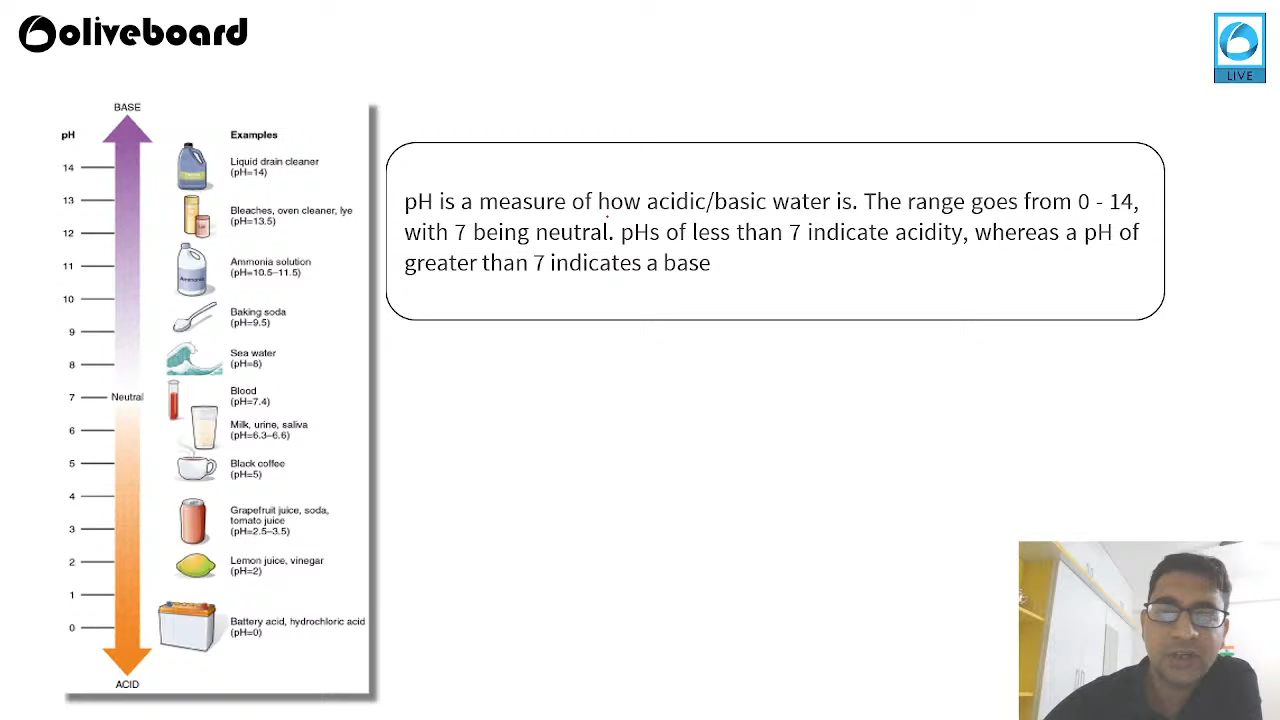 oliveboard
LIVE
BASE
pH
Examples
14
Liquid drain cleaner
(pH=14)
13
Bleaches, oven cleaner, lye
(pH=13.5)
12
11
Ammonia solution
(pH=10.5–11.5)
Ammonia
10
Baking soda
(pH=9.5)
9
Sea water
(pH=8)
8
Blood
(pH=7.4)
7
Neutral
Milk, urine, saliva
(pH=6.3–6.6)
6
5
Black coffee
(pH=5)
4
Grapefruit juice, soda,
tomato juice
(pH=2.5–3.5)
3
2
Lemon juice, vinegar
(pH=2)
1
0
Battery acid, hydrochloric acid
(pH=0)
ACID
pH is a measure of how acidic/basic water is. The range goes from 0 - 14,
with 7 being neutral. pHs of less than 7 indicate acidity, whereas a pH of
greater than 7 indicates a base